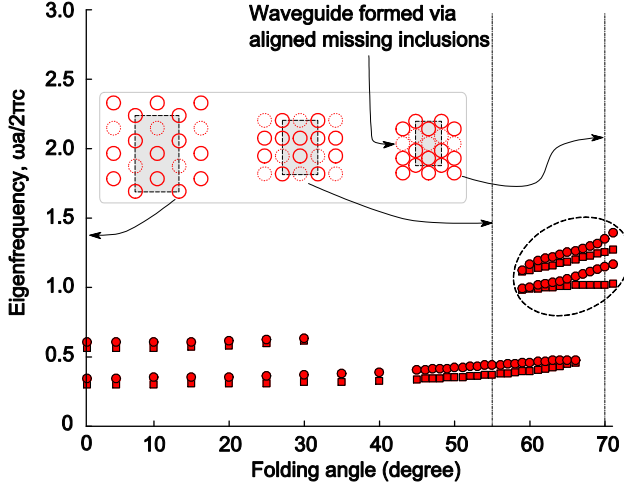 3.0
Waveguide formed via
aligned missing inclusions
2.5
2.0
1.5
1.0
0.5
0
Eigenfrequency, ωa/2πc
0 10 20 30 40 50 60 70
Folding angle (degree)